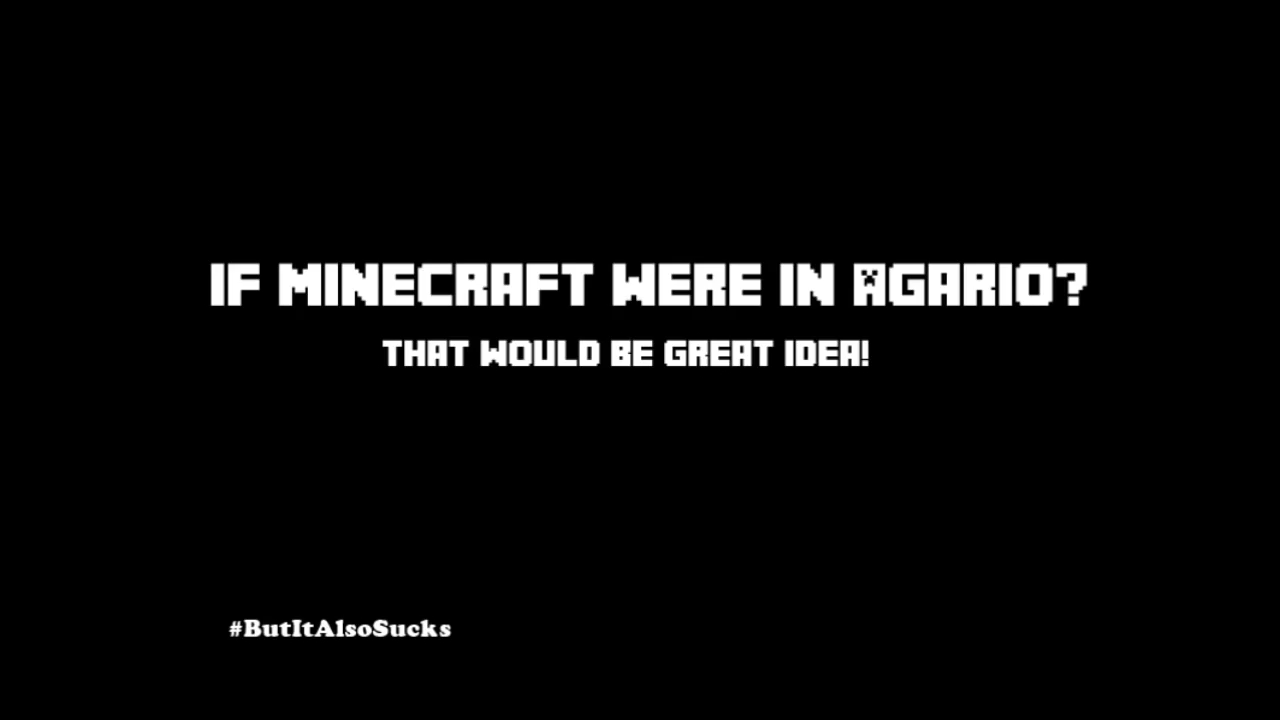 IF MINECRAFT WERE IN AGARIO?
THAT WOULD BE GREAT IDEA!
#ButItAlsoSucks